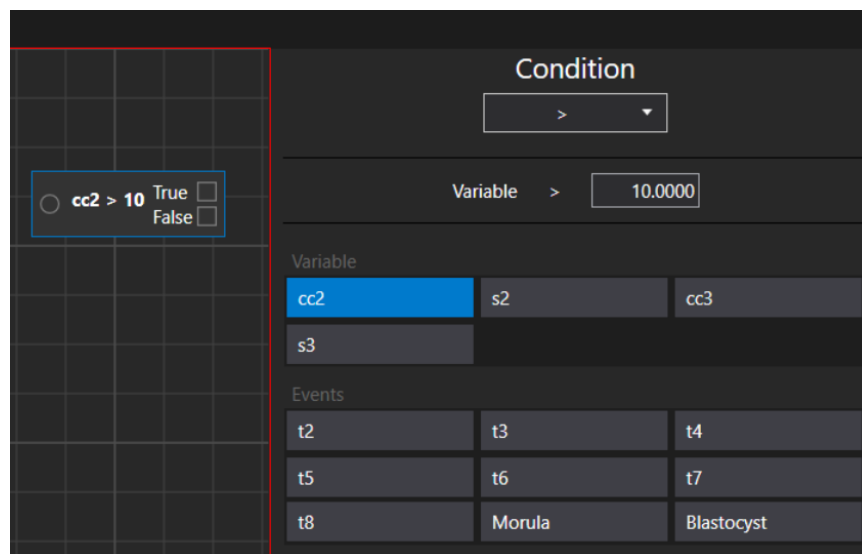 cc2 > 10 True
False
Condition
>
Variable > 10.0000
Variable
cc2 s2 cc3
s3
Events
t2 t3 t4
t5 t6 t7
t8 Morula Blastocyst